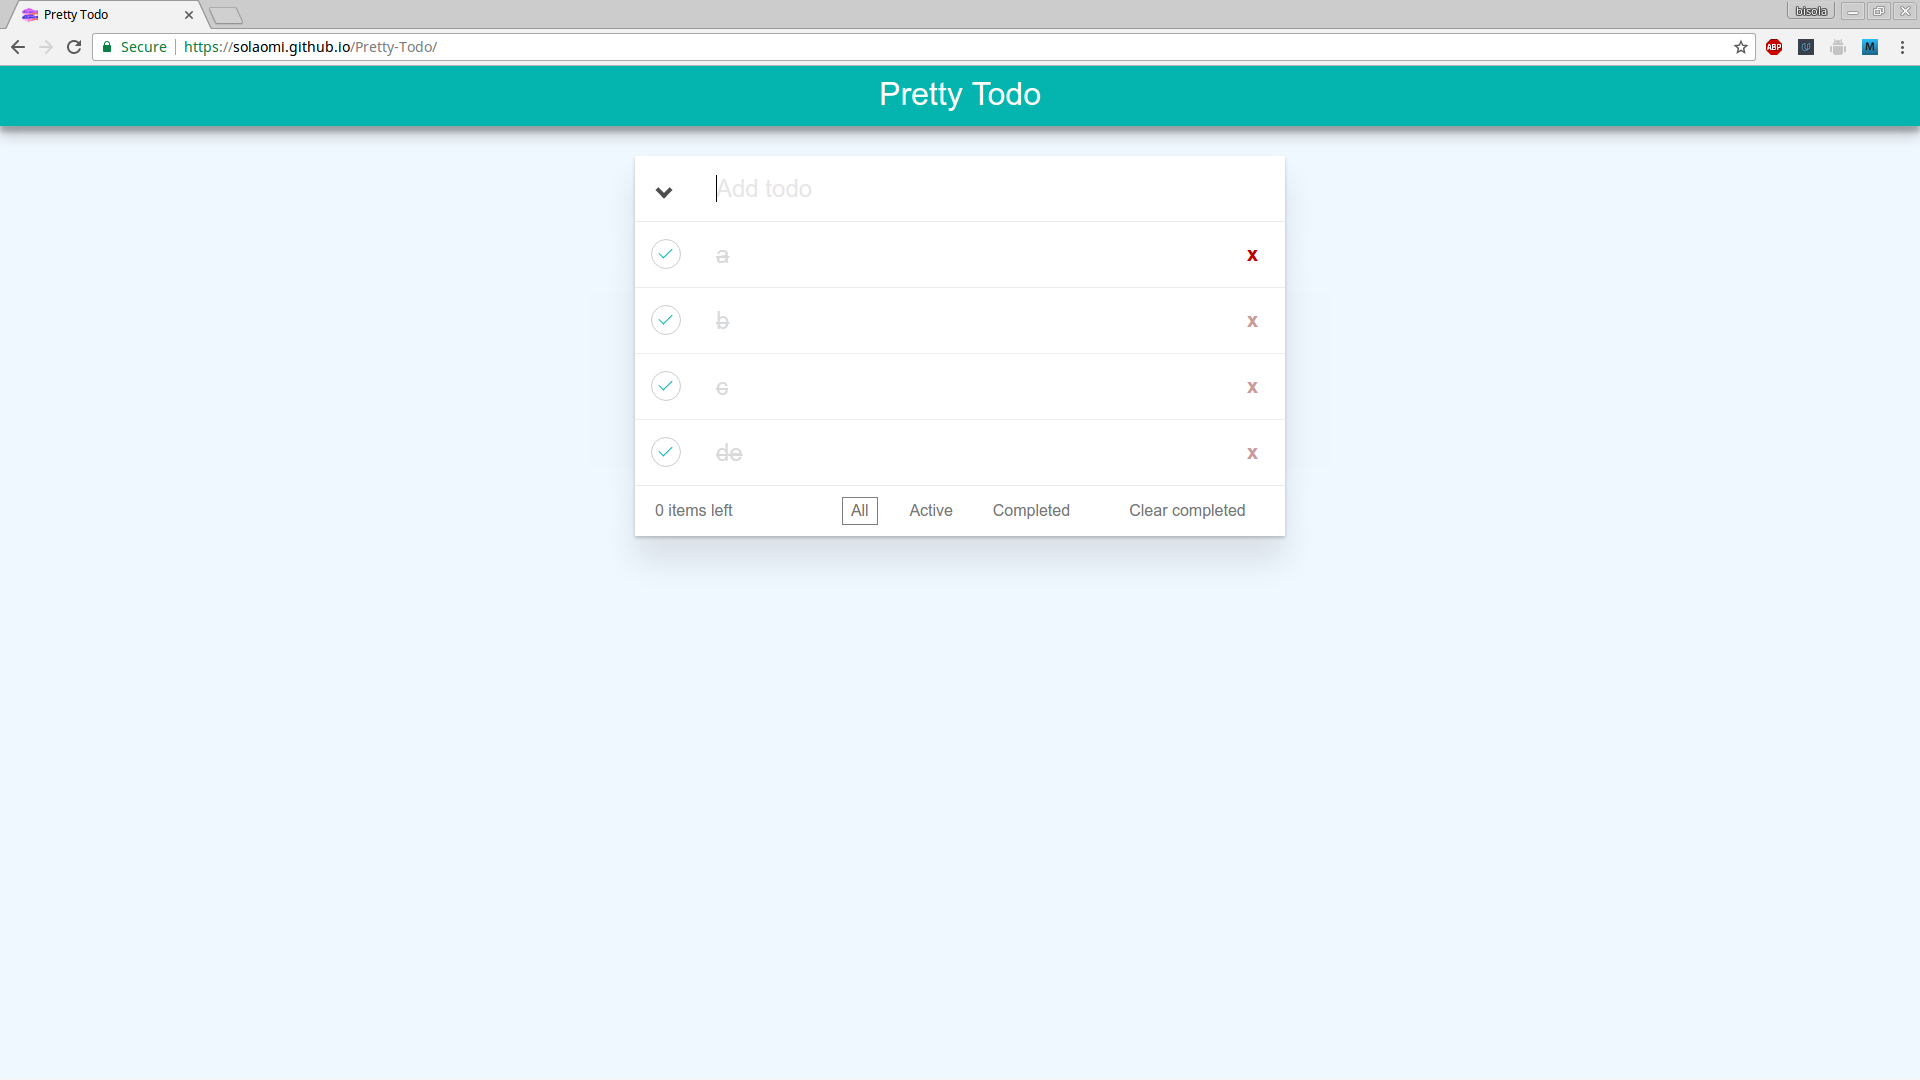 Pretty Todo
bisola
Secure https://solaomi.github.io/Pretty-Todo/
ABP
U
M
Pretty Todo
Add todo
a x
b x
c x
de x
0 items left All Active Completed Clear completed